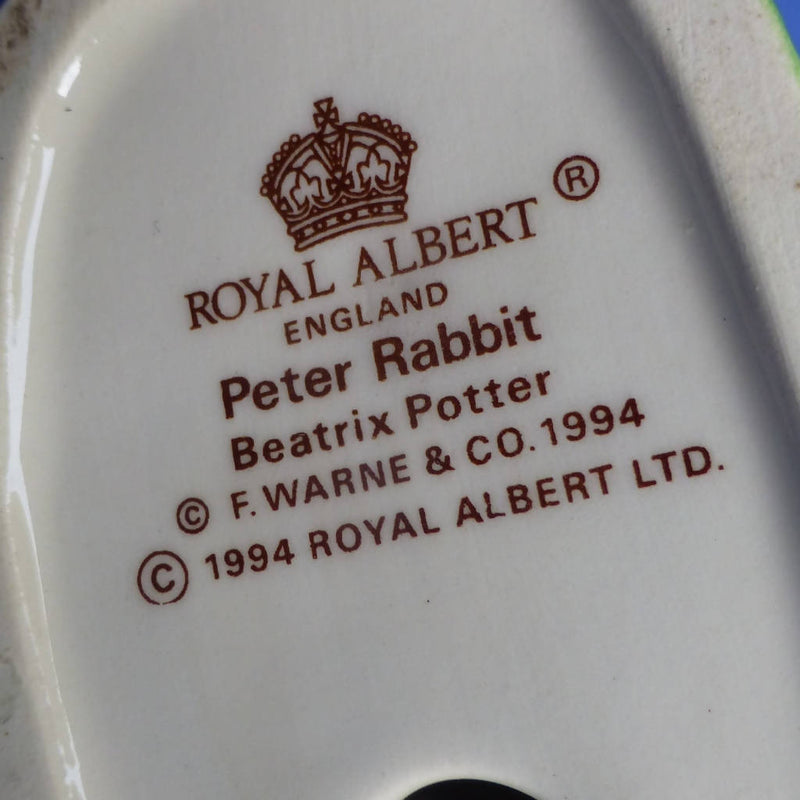 ®
ROYAL ALBERT
ENGLAND
Peter Rabbit
Beatrix Potter
© F. WARNE & CO. 1994
© 1994 ROYAL ALBERT LTD.